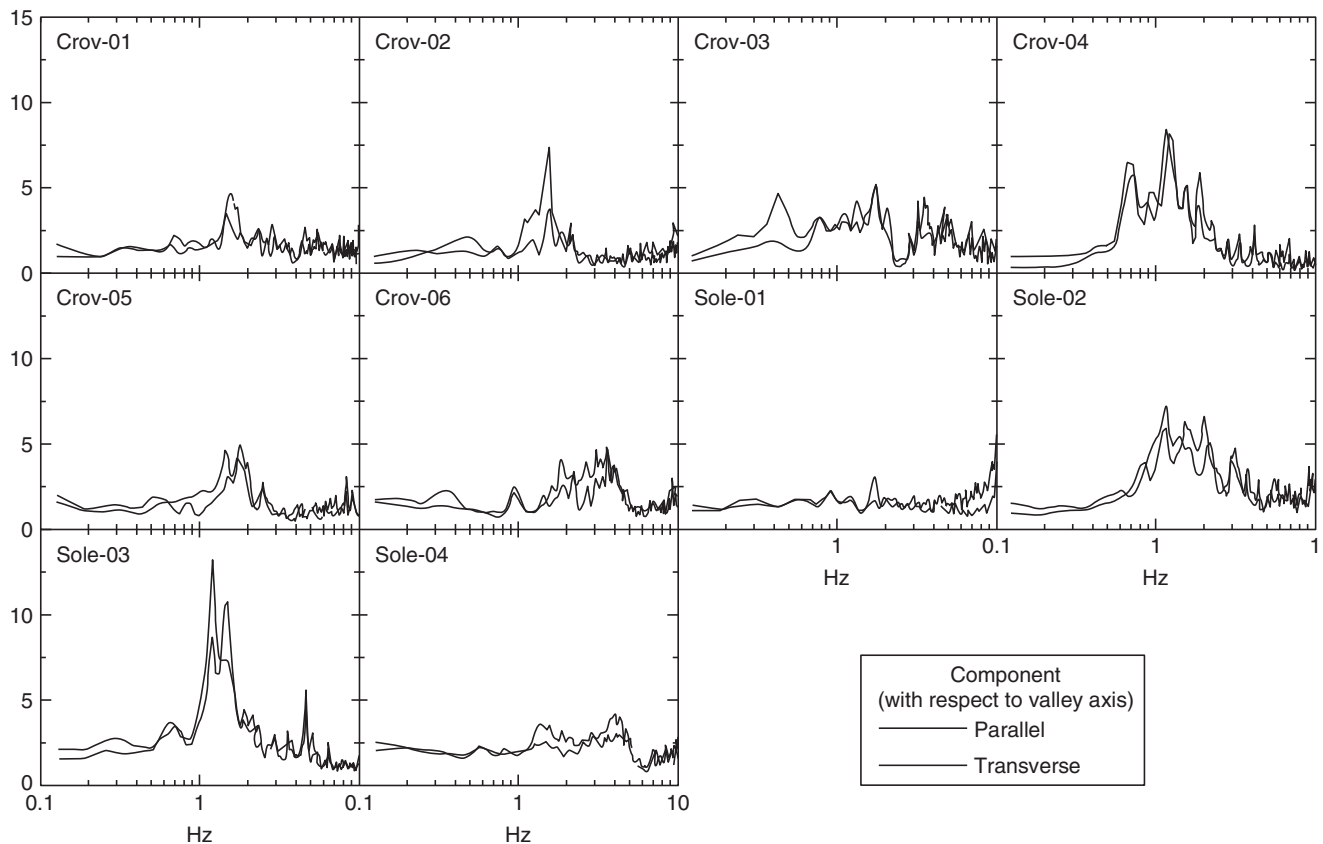 15
Crov-01
Crov-02
Crov-03
Crov-04
10
5
0
Crov-05
Crov-06
Sole-01
Sole-02
10
5
0
Sole-03
Sole-04
1
0.1
1
1
Hz
Hz
10
5
0
Component
(with respect to valley axis)
Parallel
Transverse
0.1
1
0.1
1
10
Hz
Hz